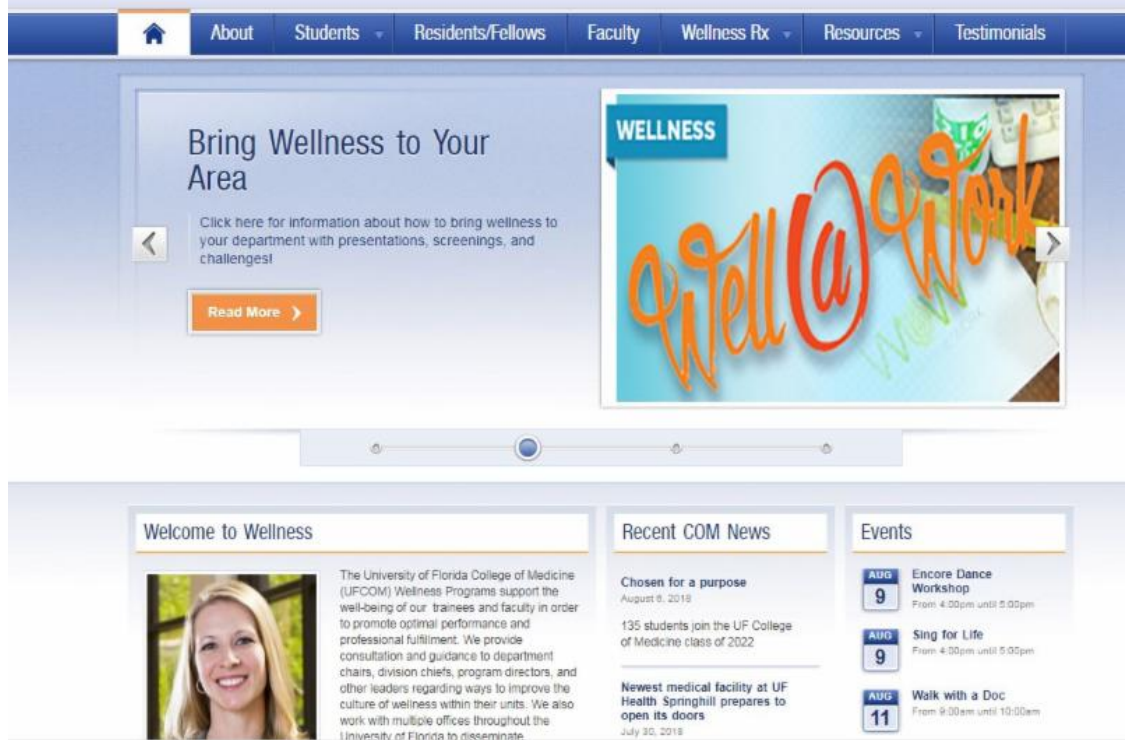 About Students Residents/Fellows Faculty Wellness Rx Resources Testimonials
Bring Wellness to Your
Area
Click here for information about how to bring wellness to
your department with presentations, screenings, and
challenges!
Read More
WELLNESS
Well@Work
Welcome to Wellness
The University of Florida College of Medicine
(UFCOM) Wellness Programs support the
well-being of our trainees and faculty in order
to promote optimal performance and
professional fulfillment. We provide
consultation and guidance to department
chairs, division chiefs, program directors, and
other leaders regarding ways to improve the
culture of wellness within their units. We also
work with multiple offices throughout the
University of Florida to disseminate
Recent COM News
Chosen for a purpose
August 6, 2018
135 students join the UF College
of Medicine class of 2022
Newest medical facility at UF
Health Springhill prepares to
open its doors
July 30, 2018
Events
AUG
9
Encore Dance
Workshop
From 4:00pm until 5:00pm
AUG
9
Sing for Life
From 4:00pm until 5:00pm
AUG
11
Walk with a Doc
From 9:00am until 10:00am